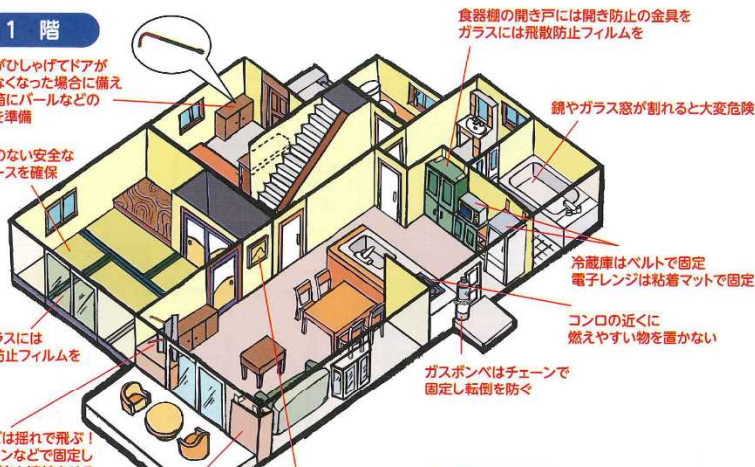 1 階
食器棚の開き戸には開き防止の金具を
ガラスには飛散防止フィルムを
がひしゃげてドアが
なくなった場合に備え
箱にバールなどの
を準備
鏡やガラス窓が割れると大変危険
のない安全な
ースを確保
冷蔵庫はベルトで固定
電子レンジは粘着マットで固定
コンロの近くに
燃えやすい物を置かない
ラスには
防止フィルムを
ガスボンベはチェーンで
固定し転倒を防ぐ
は揺れで飛ぶ!
ンなどで固定し